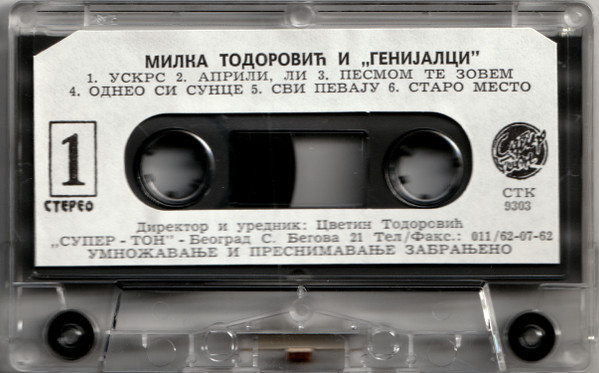 МИЛКА ТОДОРОВИЋ И „ГЕНИЈАЛЦИ"
1. УСКРС 2. АПРИЛИ, ЛИ 3. ПЕСМОМ ТЕ ЗОВЕМ
4. ОДНЕО СИ СУНЦЕ 5. СВИ ПЕВАЈУ 6. СТАРО МЕСТО
1
СТЕРЕО
СТК
9303
Директор и уредник: Цветин Тодоровић
„СУПЕР - ТОН" - Београд С. Бегова 21 Тел/Факс.: 011/62-07-62
УМНОЖАВАЊЕ И ПРЕСНИМАВАЊЕ ЗАБРАЊЕНО